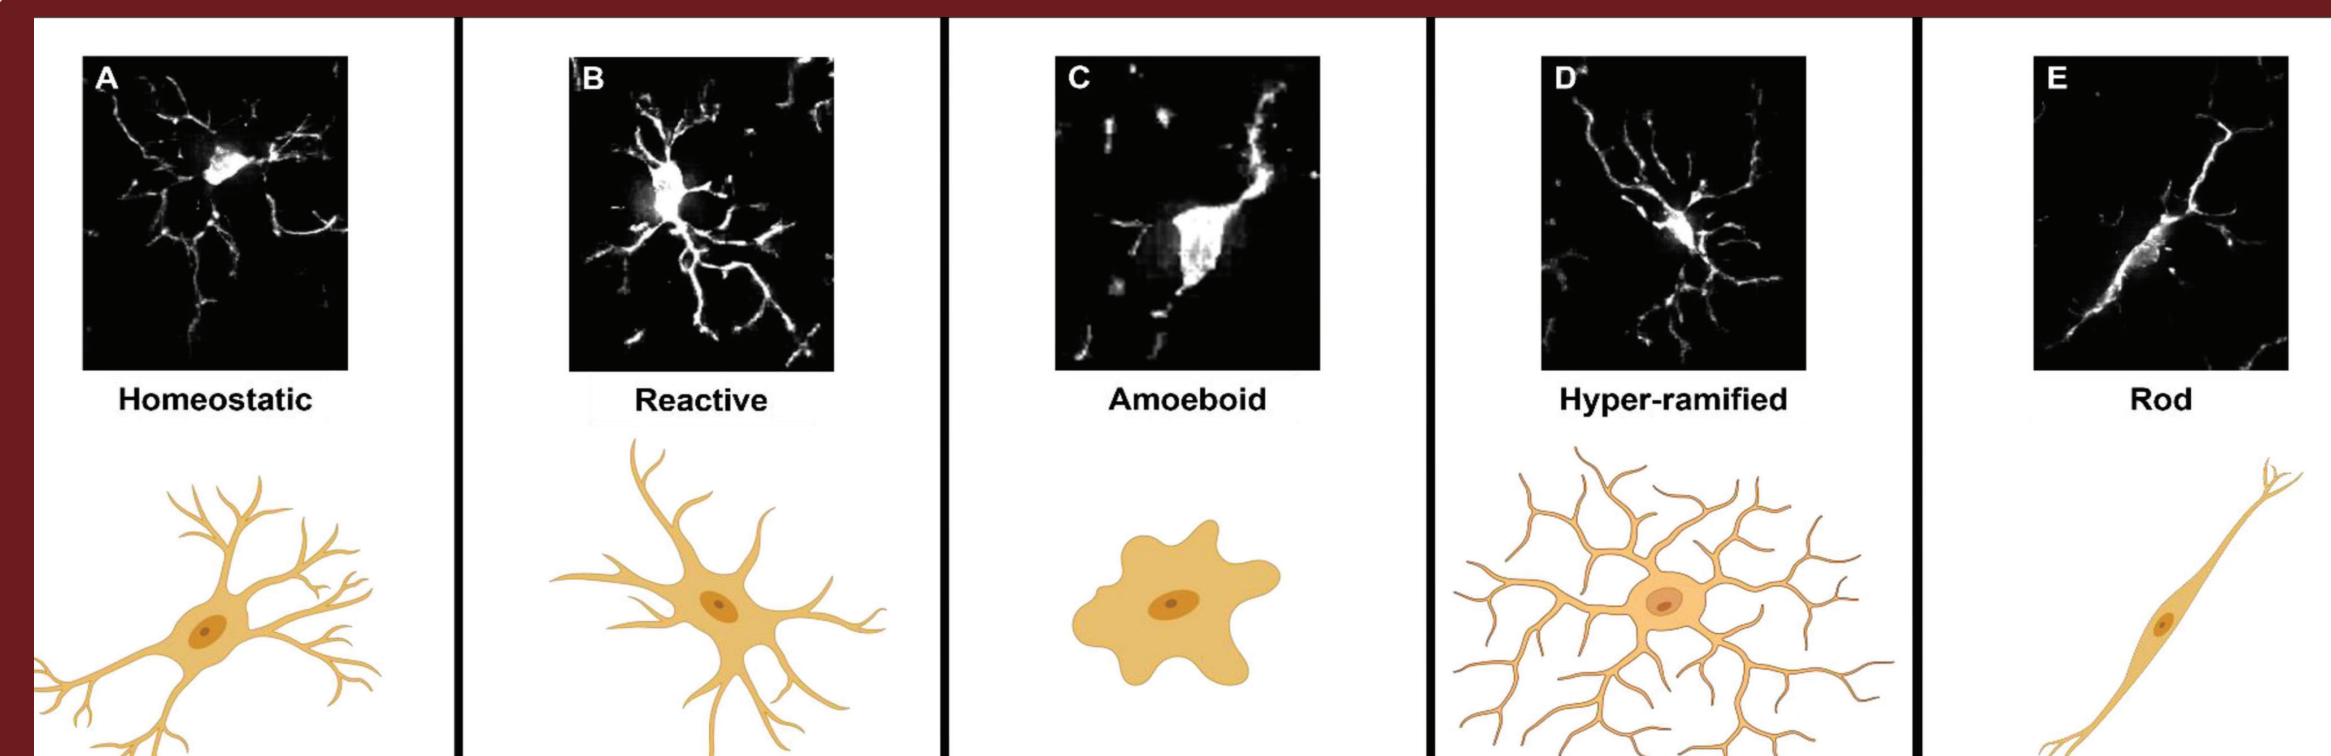 A
B
C
D
E
Homeostatic
Reactive
Amoeboid
Hyper-ramified
Rod